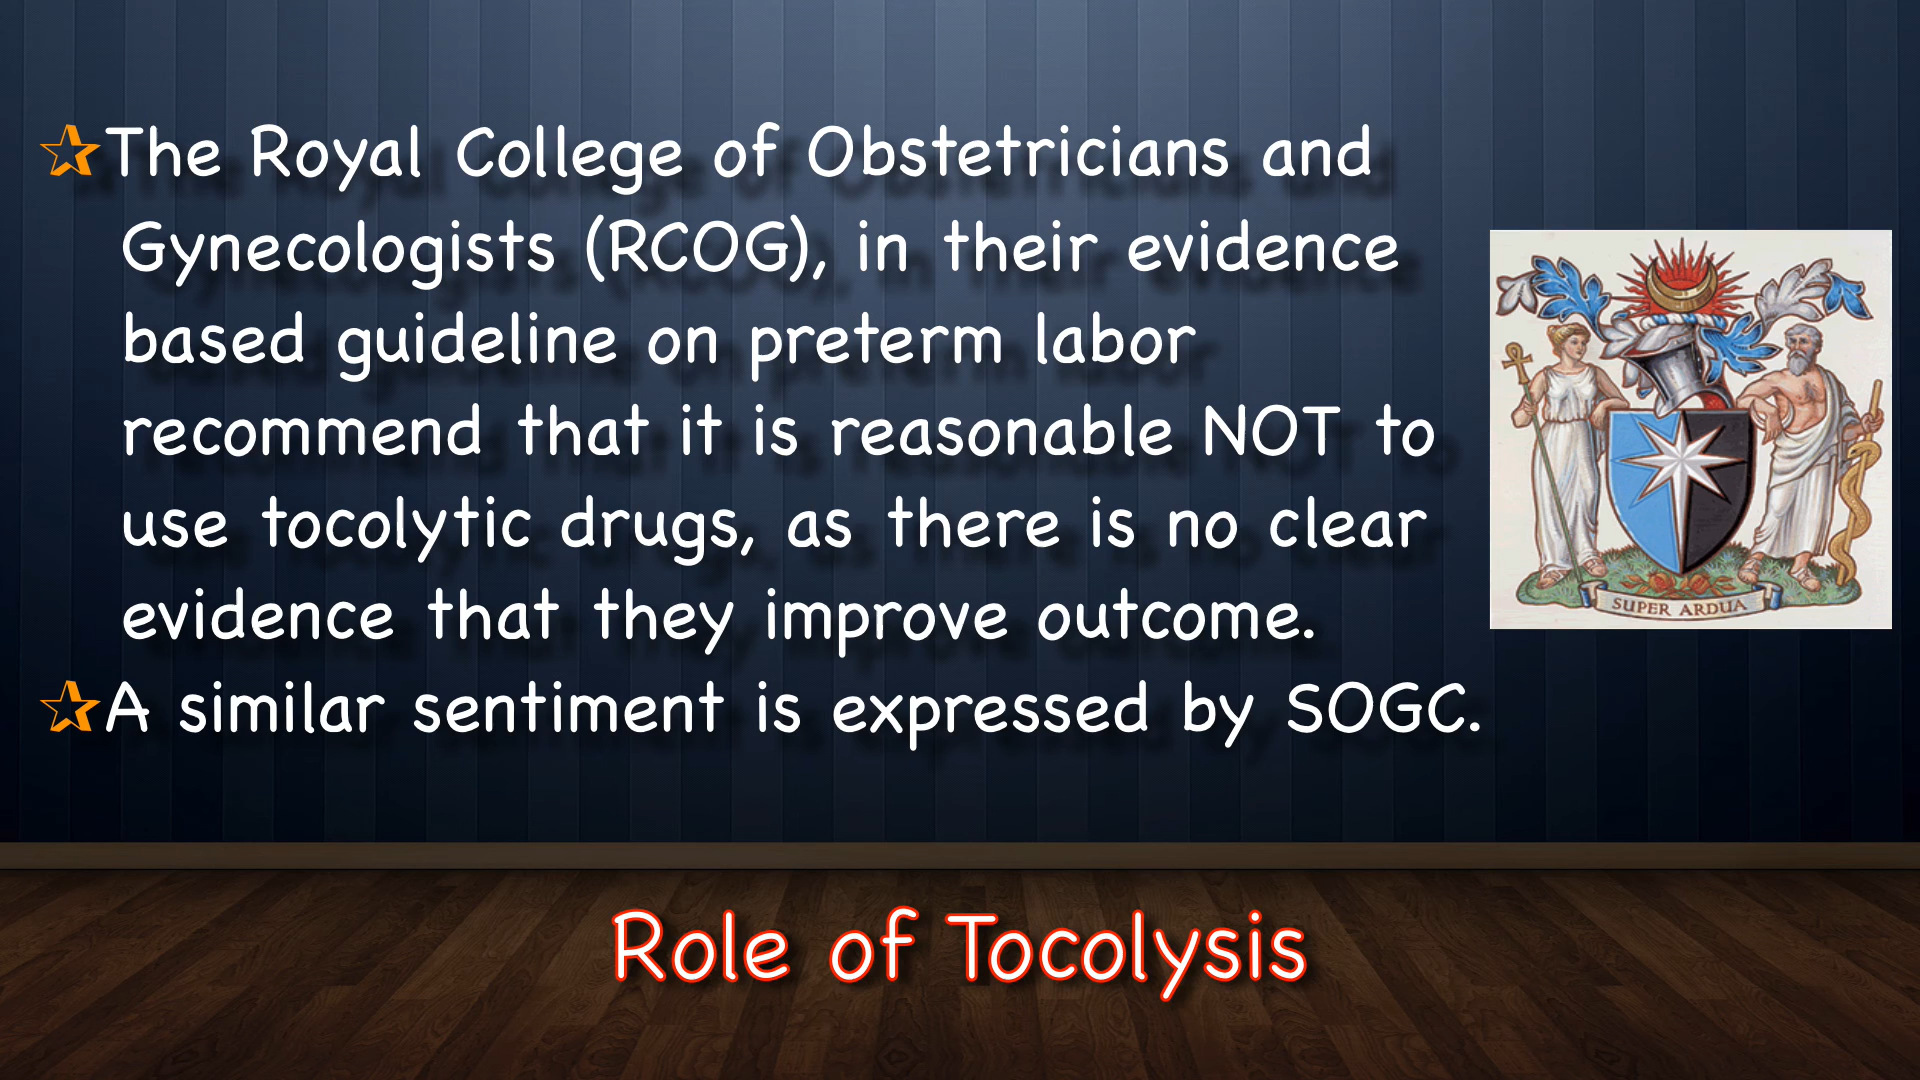 The Royal College of Obstetricians and
Gynecologists (RCOG), in their evidence
based guideline on preterm labor
recommend that it is reasonable NOT to
use tocolytic drugs, as there is no clear
evidence that they improve outcome.
A similar sentiment is expressed by SOGC.
SUPER ARDUA
Role of Tocolysis